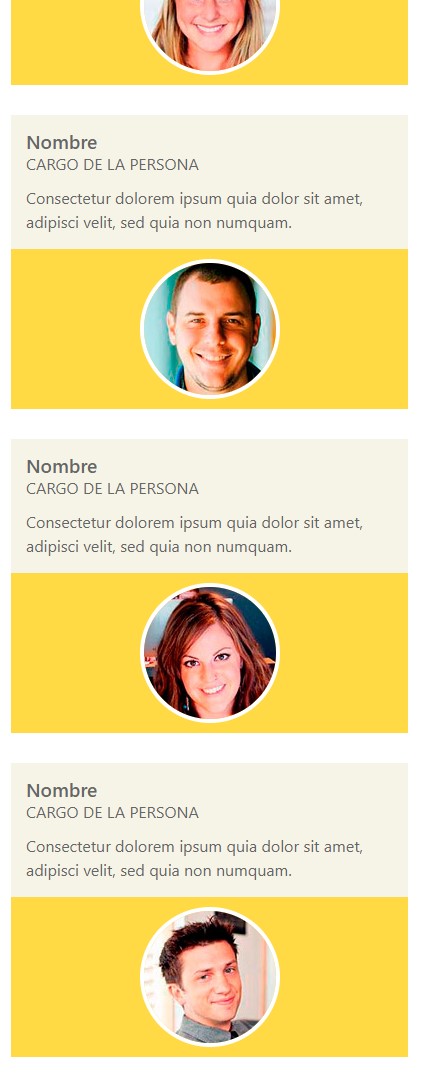 Nombre
CARGO DE LA PERSONA
Consectetur dolorem ipsum quia dolor sit amet,
adipisci velit, sed quia non numquam.
Nombre
CARGO DE LA PERSONA
Consectetur dolorem ipsum quia dolor sit amet,
adipisci velit, sed quia non numquam.
Nombre
CARGO DE LA PERSONA
Consectetur dolorem ipsum quia dolor sit amet,
adipisci velit, sed quia non numquam.